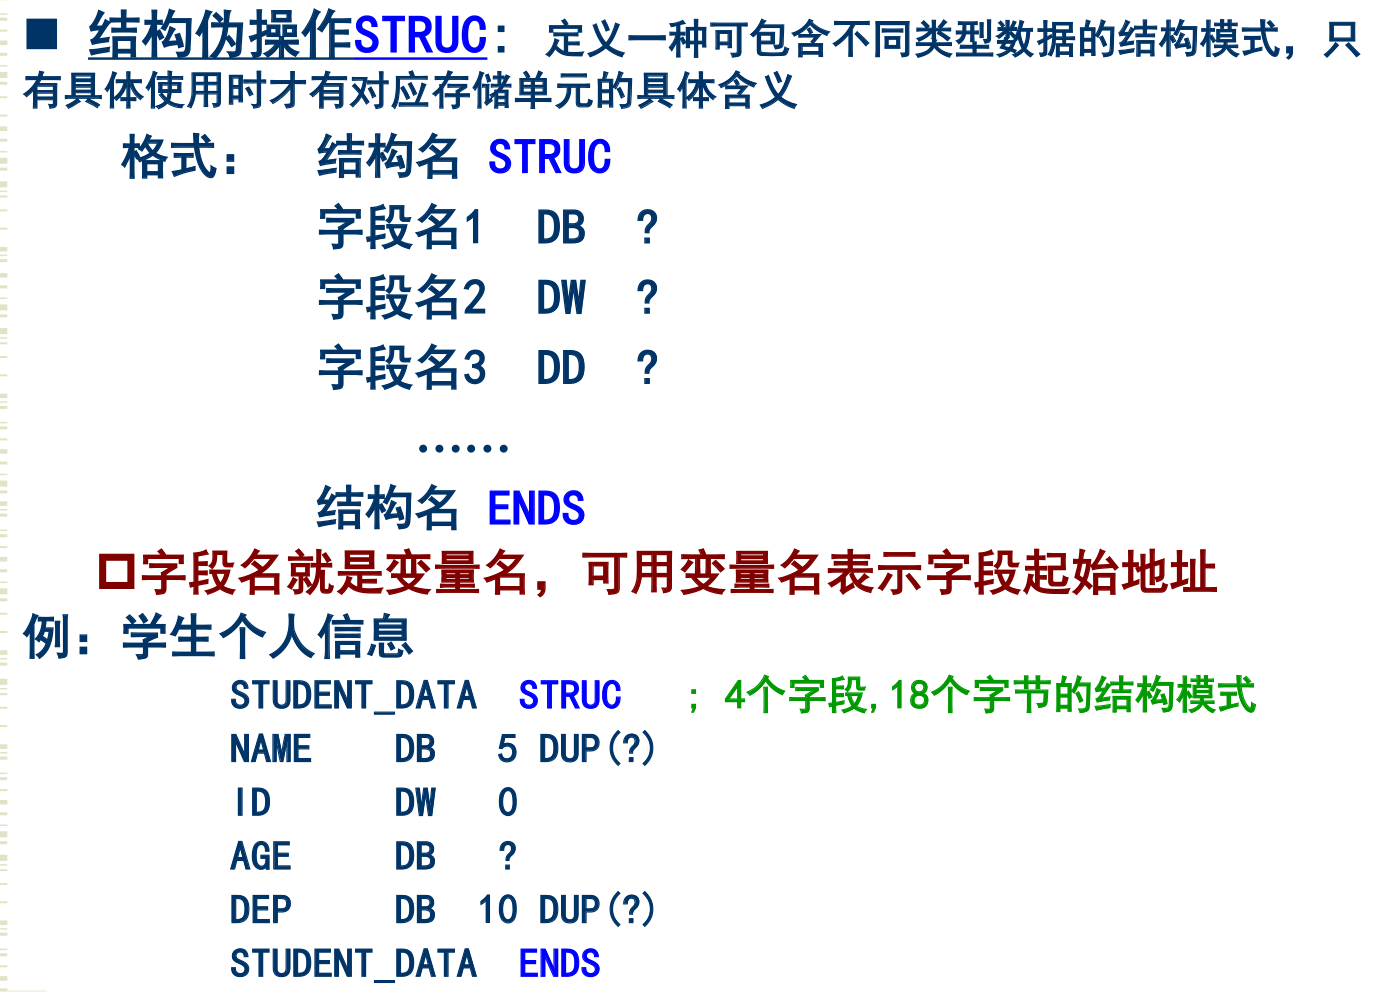 ■ 结构伪操作STRUC: 定义一种可包含不同类型数据的结构模式，只
有具体使用时才有对应存储单元的具体含义
格式： 结构名 STRUC
字段名1 DB ?
字段名2 DW ?
字段名3 DD ?
……
结构名 ENDS
□字段名就是变量名，可用变量名表示字段起始地址
例：学生个人信息
STUDENT_DATA STRUC ; 4个字段,18个字节的结构模式
NAME DB 5 DUP(?)
ID DW 0
AGE DB ?
DEP DB 10 DUP(?)
STUDENT_DATA ENDS